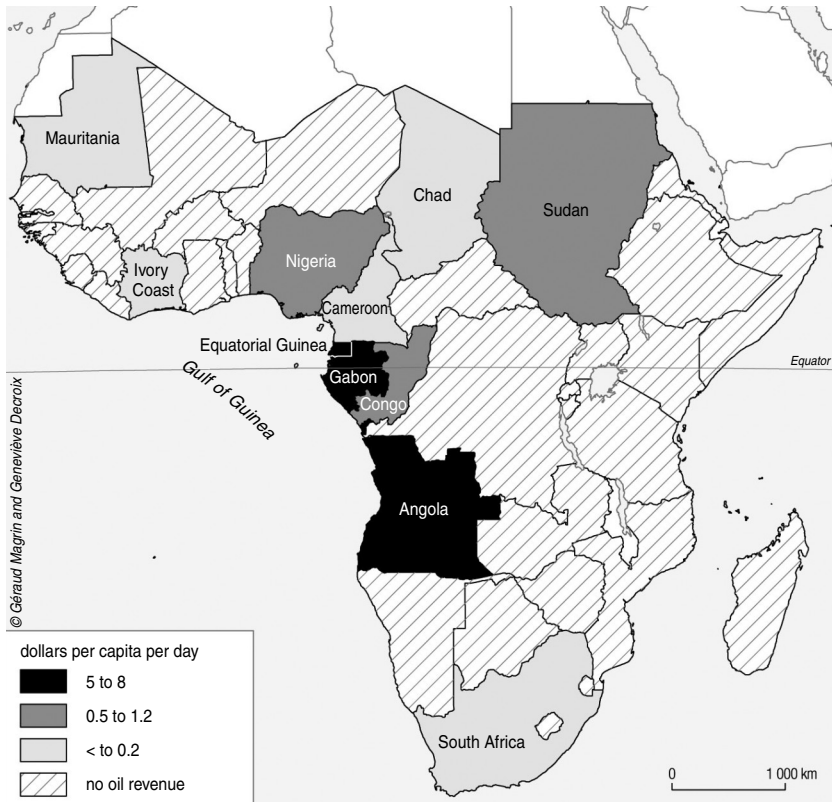 Mauritania
Chad
Sudan
Nigeria
Ivory
Coast
Cameroon
Equatorial Guinea
Equator
Gabon
Gulf of Guinea
Congo
Angola
© Géraud Magrin and Geneviève Decroix
dollars per capita per day
5 to 8
0.5 to 1.2
< to 0.2
no oil revenue
South Africa
0 1 000 km